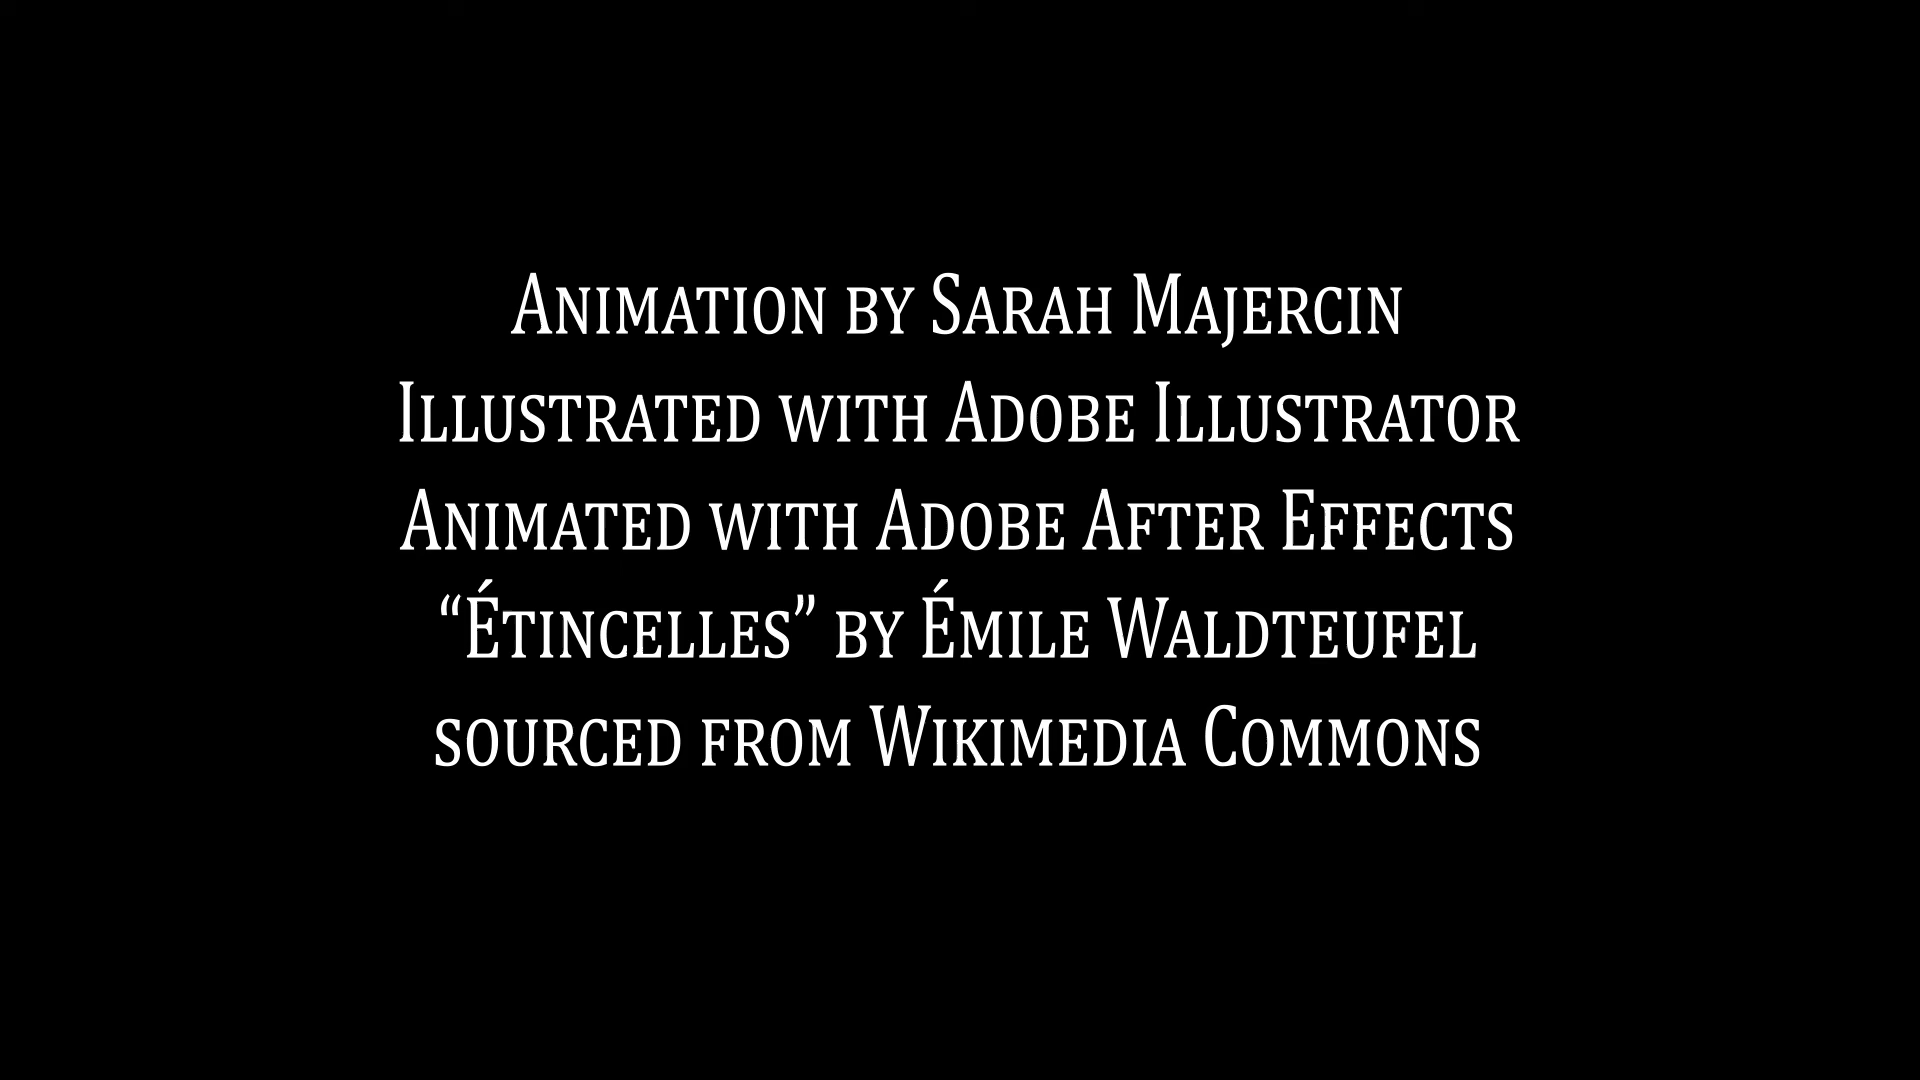 Animation by Sarah Majercin
Illustrated with Adobe Illustrator
Animated with Adobe After Effects
“Étincelles” by Émile Waldteufel
sourced from Wikimedia Commons